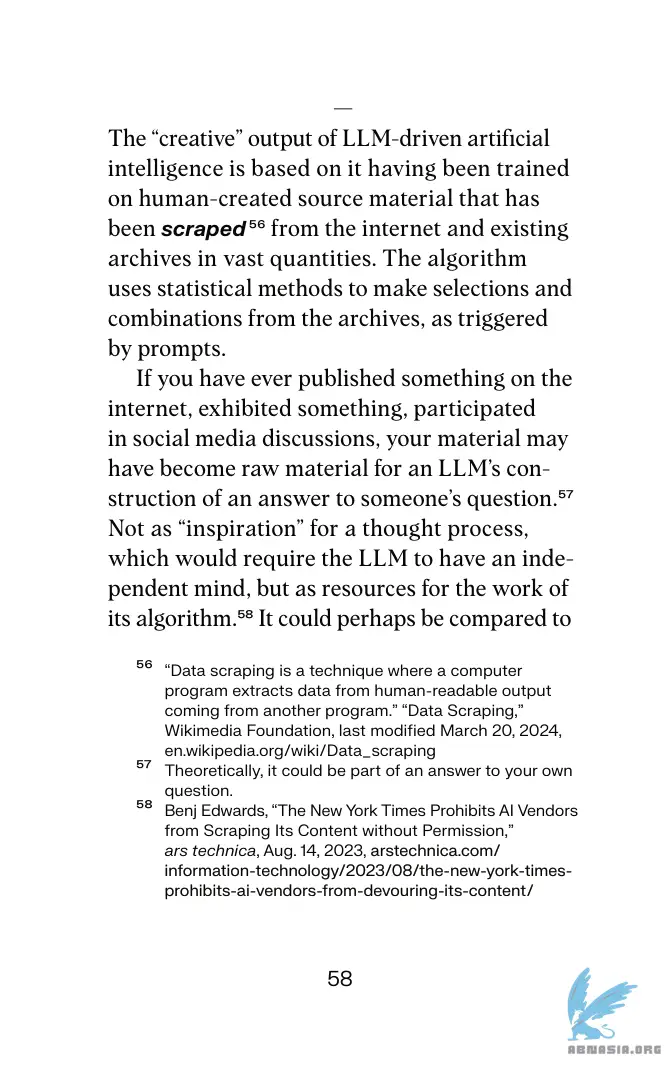 —
The “creative” output of LLM-driven artificial
intelligence is based on it having been trained
on human-created source material that has
been scraped⁵⁶ from the internet and existing
archives in vast quantities. The algorithm
uses statistical methods to make selections and
combinations from the archives, as triggered
by prompts.
If you have ever published something on the
internet, exhibited something, participated
in social media discussions, your material may
have become raw material for an LLM’s con-
struction of an answer to someone’s question.⁵⁷
Not as “inspiration” for a thought process,
which would require the LLM to have an inde-
pendent mind, but as resources for the work of
its algorithm.⁵⁸ It could perhaps be compared to
⁵⁶ “Data scraping is a technique where a computer
program extracts data from human-readable output
coming from another program.” “Data Scraping,”
Wikimedia Foundation, last modified March 20, 2024,
en.wikipedia.org/wiki/Data_scraping
⁵⁷ Theoretically, it could be part of an answer to your own
question.
⁵⁸ Benj Edwards, “The New York Times Prohibits AI Vendors
from Scraping Its Content without Permission,”
ars technica, Aug. 14, 2023, arstechnica.com/
information-technology/2023/08/the-new-york-times-
prohibits-ai-vendors-from-devouring-its-content/
58
ABNASIA.ORG